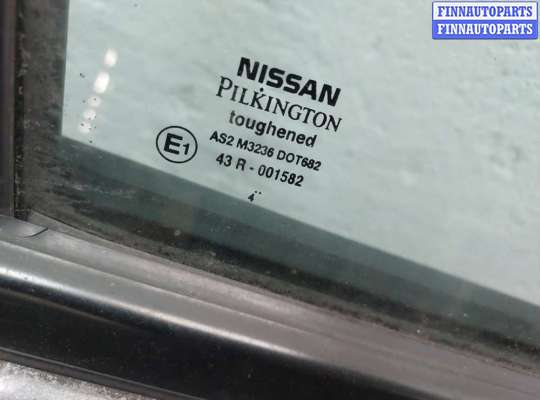 FINNAUTOPARTS
FINNAUTOPARTS
NISSAN
PILKINGTON
toughened
E1
AS2 M3236 DOT682
43 R - 001582
4